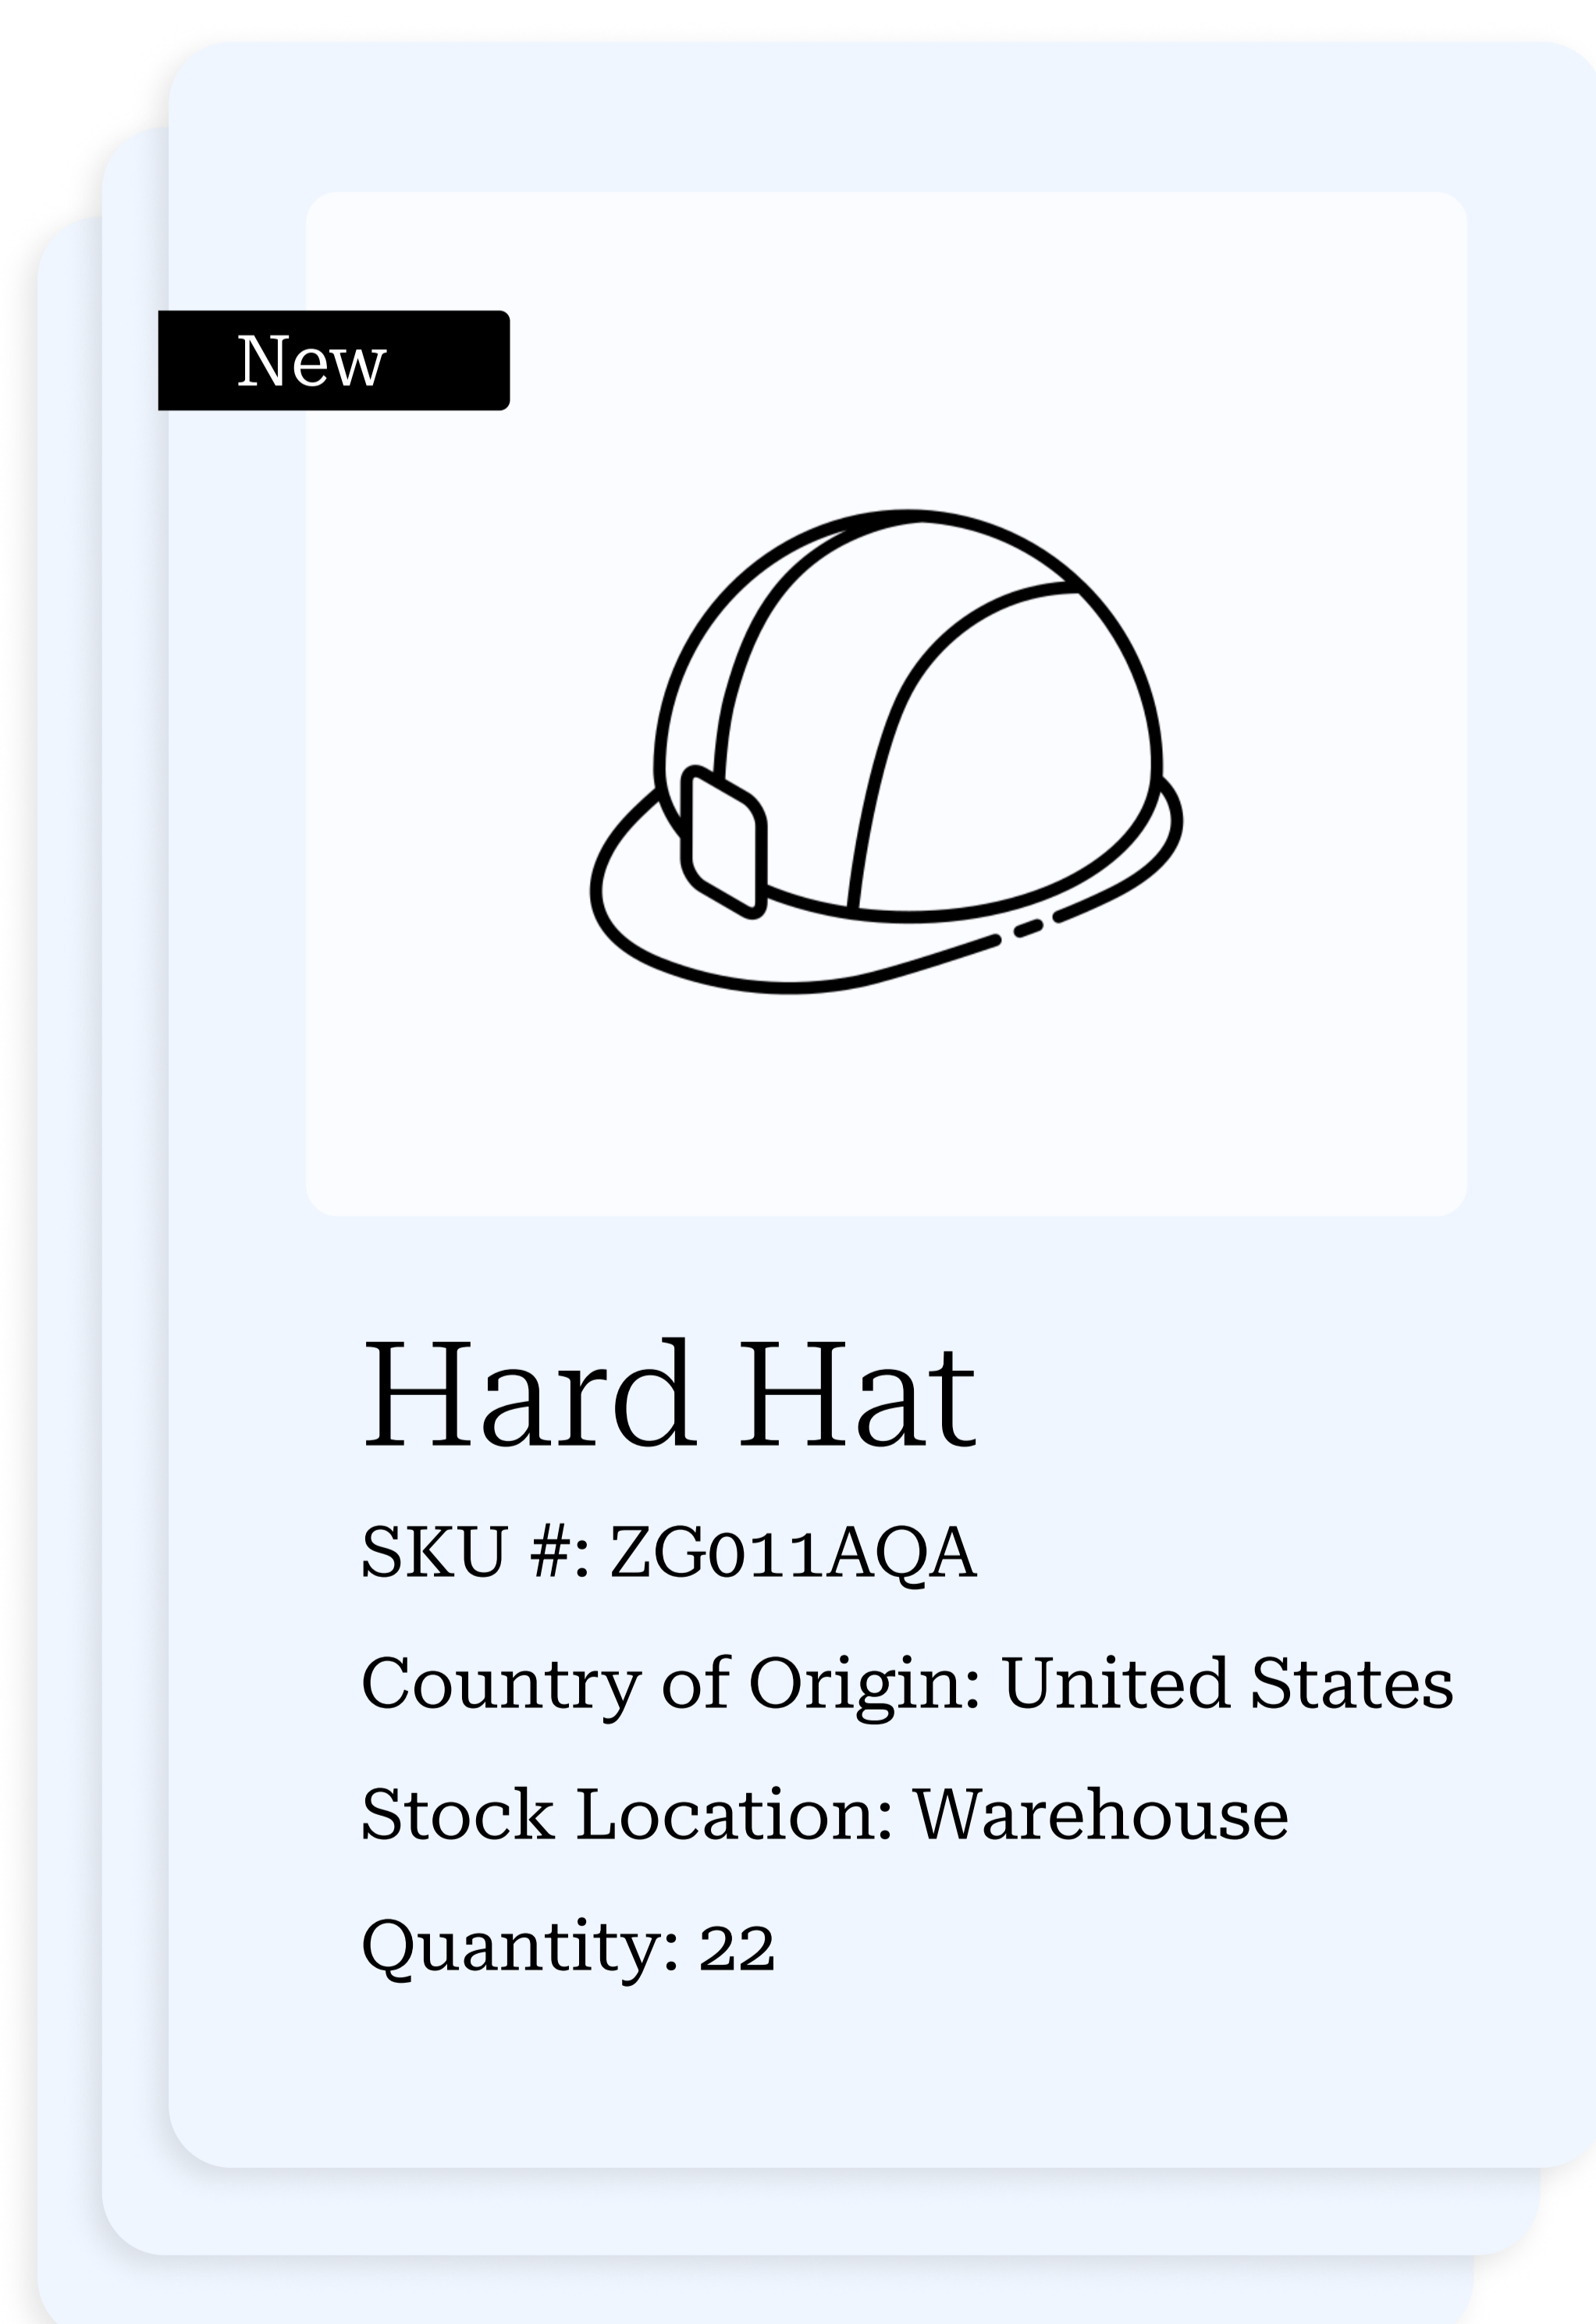 New
Hard Hat
SKU #: ZG011AQA
Country of Origin: United States
Stock Location: Warehouse
Quantity: 22